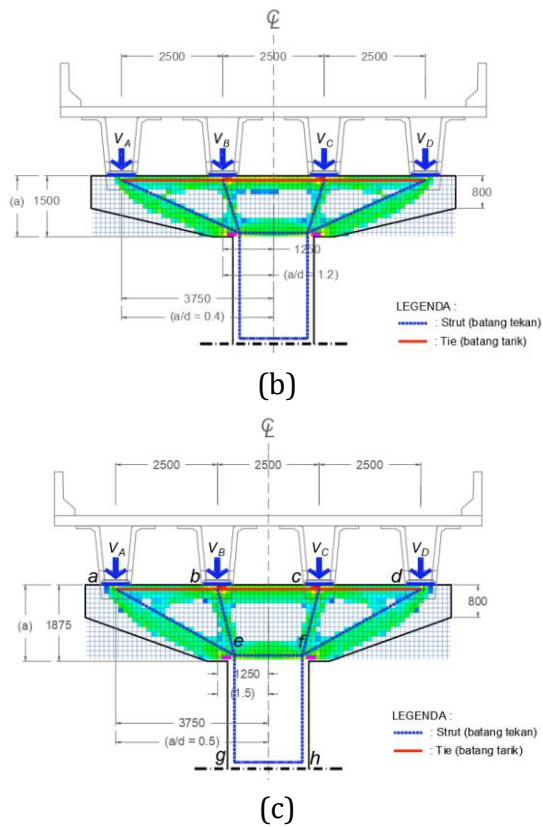 ℄
2500 2500 2500
V_A V_B V_C V_D
(a) 1500 800
1250
(a/d = 1.2)
3750
(a/d = 0.4)
LEGENDA :
: Strut (batang tekan)
: Tie (batang tarik)
(b)
℄
2500 2500 2500
V_A V_B V_C V_D
a b c d
(a) 1875 800
e f
1250
(1.5)
3750
(a/d = 0.5)
g h
LEGENDA :
: Strut (batang tekan)
: Tie (batang tarik)
(c)